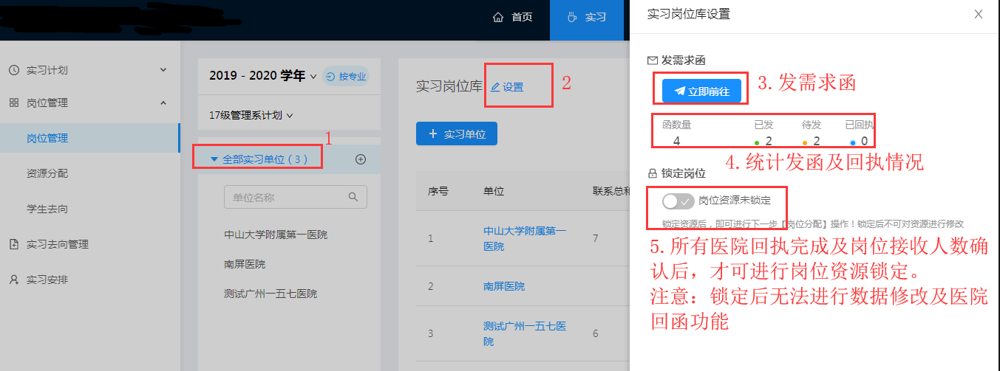 首页
实习
实习计划
岗位管理
岗位管理
资源分配
学生去向
实习去向管理
实习安排
2019 - 2020 学年
按专业
17级管理系计划
1
全部实习单位（3）
单位名称
中山大学附属第一医院
南屏医院
测试广州一五七医院
实习岗位库
设置
2
实习单位
序号 单位 联系总和
1 中山大学附属第一 7
医院
2 南屏医院
3 测试广州一五七医 6
院
实习岗位库设置
发需求函
立即前往
3.发需求函
函数量 已发 待发 已回执
4 2 2 0
4.统计发函及回执情况
锁定岗位
岗位资源未锁定
锁定资源后，即可进行下一步【岗位分配】操作！锁定后不可对资源进行修改
5.所有医院回执完成及岗位接收人数确
认后，才可进行岗位资源锁定。
注意：锁定后无法进行数据修改及医院
回函功能